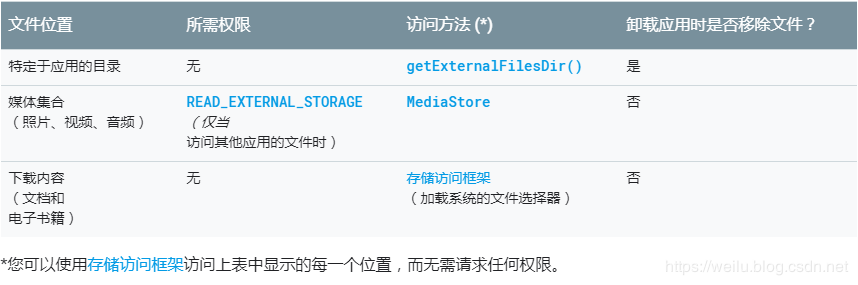 文件位置 所需权限 访问方法 (*) 卸载应用时是否移除文件？
特定于应用的目录 无 getExternalFilesDir() 是
媒体集合 READ_EXTERNAL_STORAGE MediaStore 否
（照片、视频、音频） （仅当
访问其他应用的文件时）
下载内容 无 存储访问框架 否
（文档和 （加载系统的文件选择器）
电子书籍）
*您可以使用存储访问框架访问上表中显示的每一个位置，而无需请求任何权限。
https://weilu.blog.csdn.net